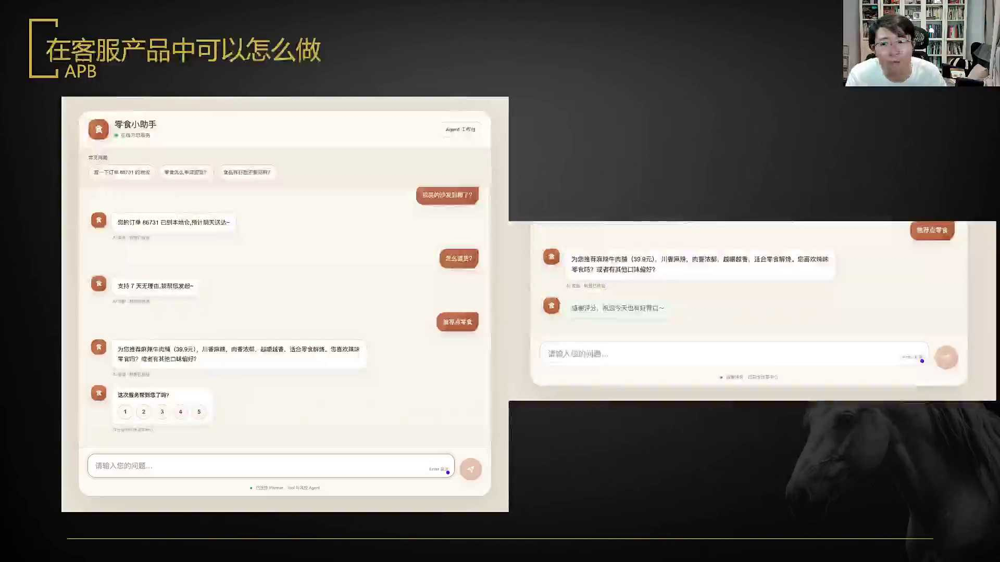 在客服产品中可以怎么做
APB
食
零食小助手
在线为您服务
Agent 工作台
常见问题
查一下订单 86731 的物流
零食怎么申请退货?
食品拆封后还能退吗?
我买的沙发到哪了?
食
您的订单 86731 已到本地仓,预计明天送达~
怎么退货?
食
支持 7 天无理由,我帮您发起~
推荐点零食
食
为您推荐麻辣牛肉脯（39.9元），川香麻辣，肉香浓郁、越嚼越香、适合零食解馋。您喜欢辣味
零食吗？或者有其他口味偏好？
食
这次服务帮到您了吗?
1 2 3 4 5
请输入您的问题...
Enter 发送
已连接 Planner、Tool 与风控 Agent
推荐点零食
食
为您推荐麻辣牛肉脯（39.9元），川香麻辣，肉香浓郁、越嚼越香、适合零食解馋。您喜欢辣味
零食吗？或者有其他口味偏好？
食
感谢评分，祝您今天也有好胃口~
请输入您的问题...